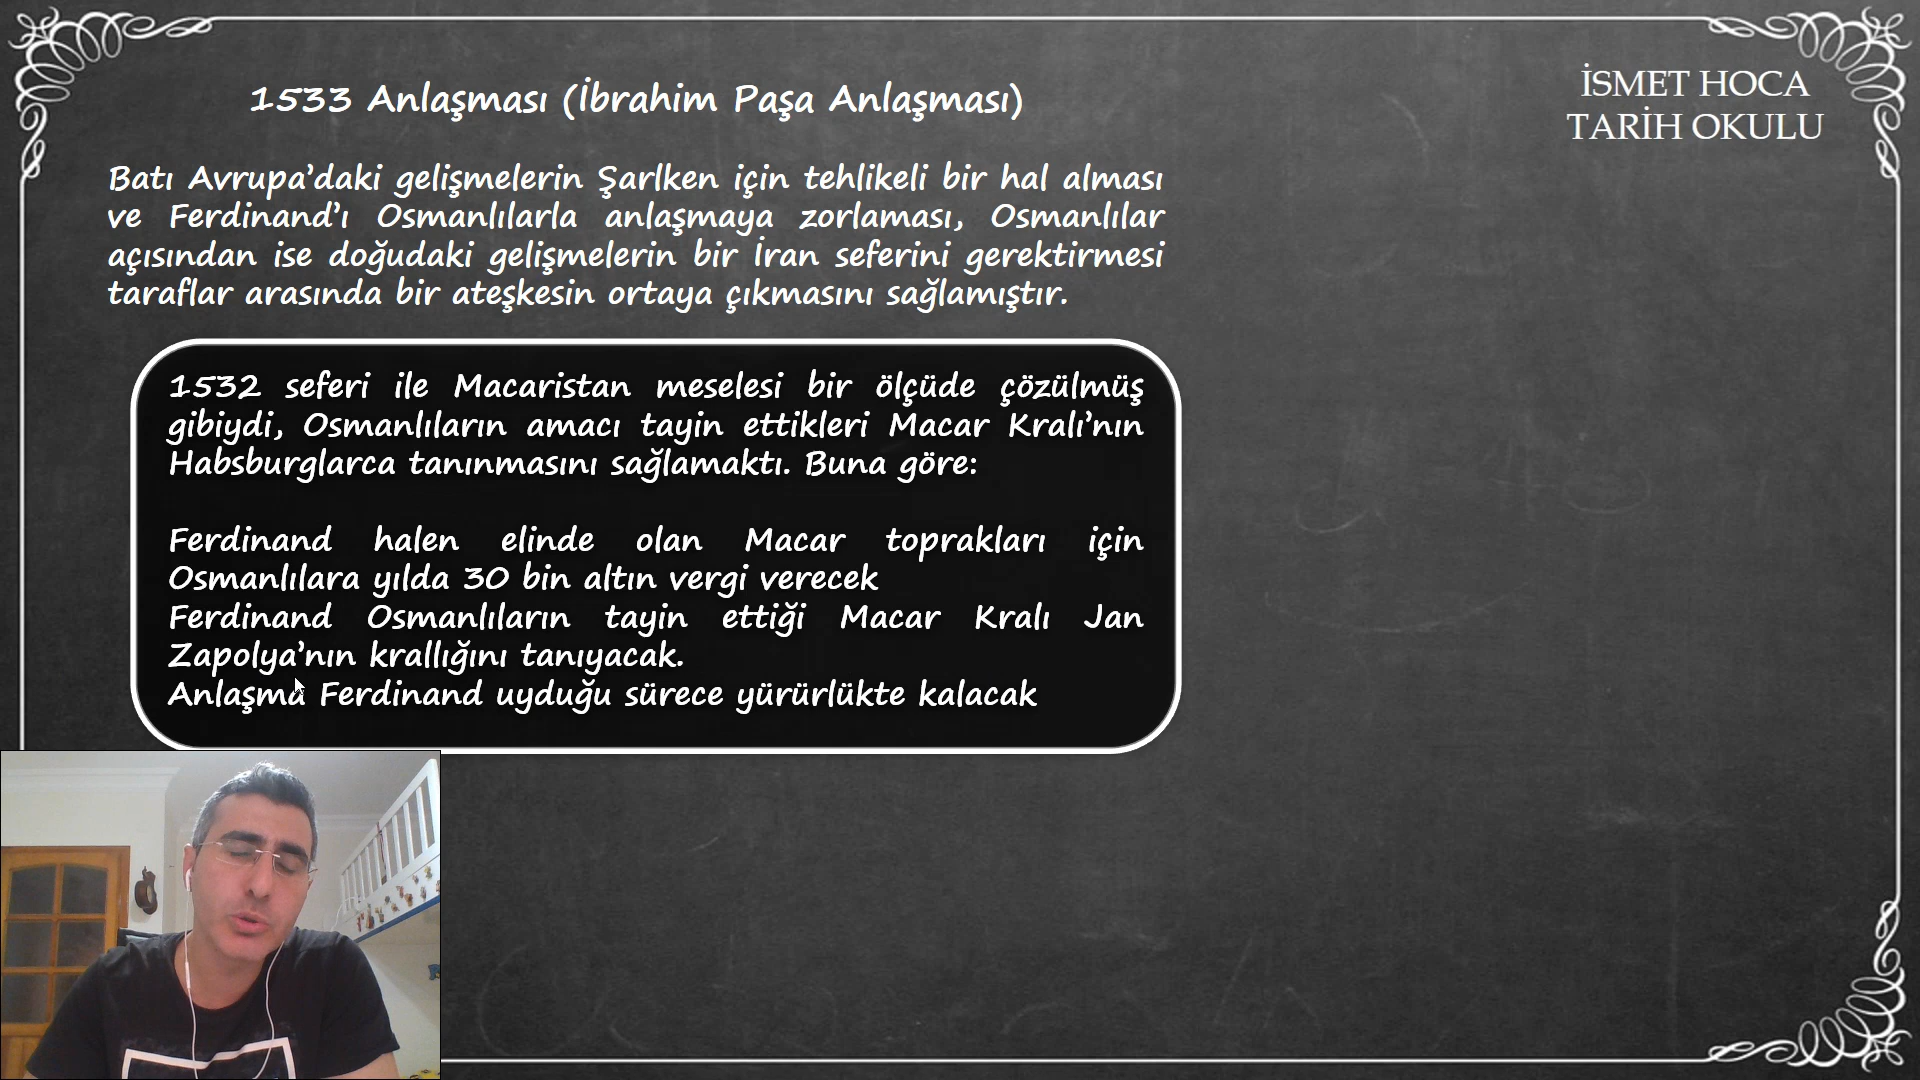 1533 Anlaşması (İbrahim Paşa Anlaşması)
İSMET HOCA
TARİH OKULU
Batı Avrupa’daki gelişmelerin Şarlken için tehlikeli bir hal alması
ve Ferdinand’ı Osmanlılarla anlaşmaya zorlaması, Osmanlılar
açısından ise doğudaki gelişmelerin bir İran seferini gerektirmesi
taraflar arasında bir ateşkesin ortaya çıkmasını sağlamıştır.
1532 seferi ile Macaristan meselesi bir ölçüde çözülmüş
gibiydi, Osmanlıların amacı tayin ettikleri Macar Kralı’nın
Habsburglarca tanınmasını sağlamaktı. Buna göre:
Ferdinand halen elinde olan Macar toprakları için
Osmanlılara yılda 30 bin altın vergi verecek
Ferdinand Osmanlıların tayin ettiği Macar Kralı Jan
Zapolya’nın krallığını tanıyacak.
Anlaşma Ferdinand uyduğu sürece yürürlükte kalacak